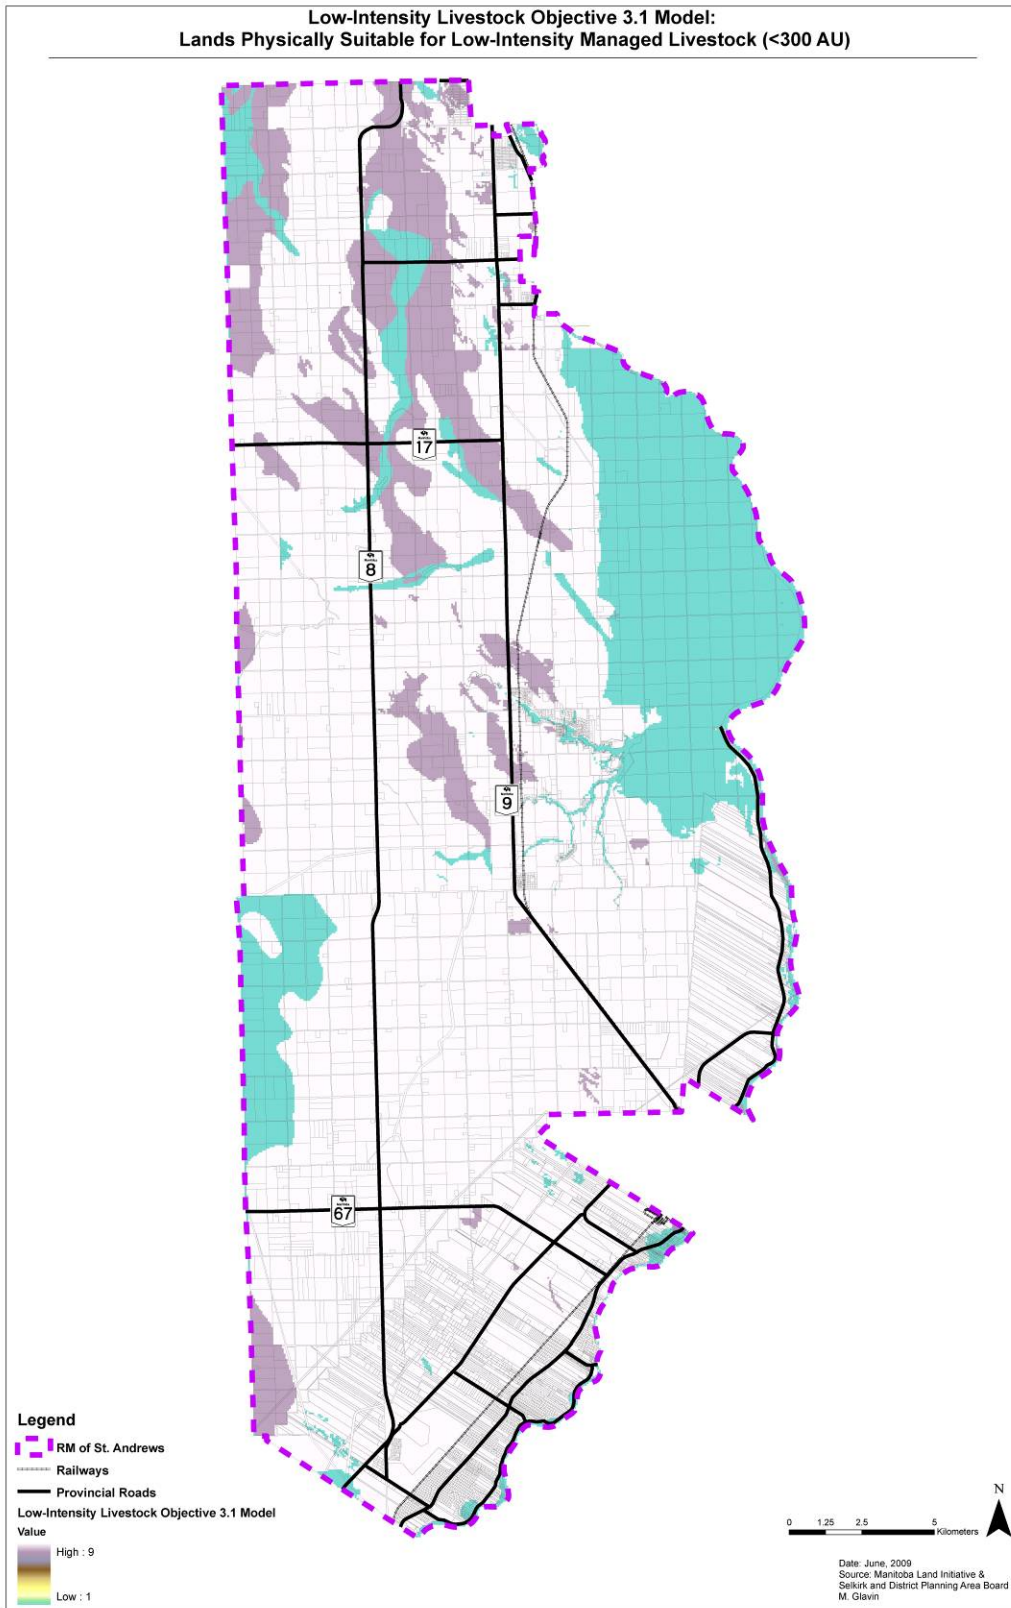 Low-Intensity Livestock Objective 3.1 Model:
Lands Physically Suitable for Low-Intensity Managed Livestock (<300 AU)
17
8
9
67
Legend
RM of St. Andrews
Railways
Provincial Roads
Low-Intensity Livestock Objective 3.1 Model
Value
High : 9
Low : 1
N
0 1.25 2.5 5
Kilometers
Date: June, 2009
Source: Manitoba Land Initiative &
Selkirk and District Planning Area Board
M. Glavin